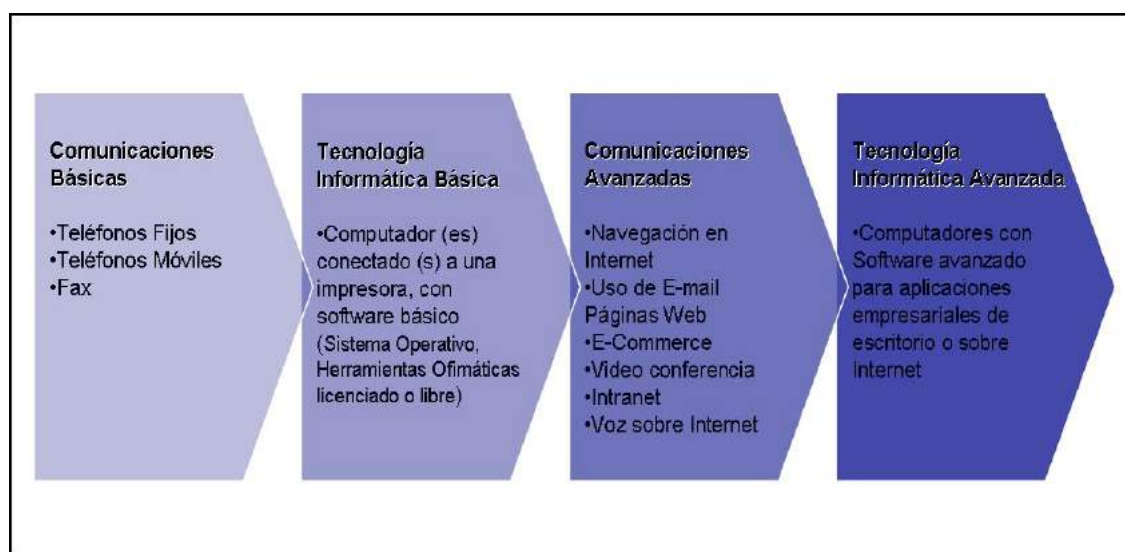 Comunicaciones
Básicas
•Teléfonos Fijos
•Teléfonos Móviles
•Fax
Tecnología
Informática Básica
•Computador (es)
conectado (s) a una
impresora, con
software básico
(Sistema Operativo,
Herramientas Ofimáticas
licenciado o libre)
Comunicaciones
Avanzadas
•Navegación en
Internet
•Uso de E-mail
Páginas Web
•E-Commerce
•Video conferencia
•Intranet
•Voz sobre Internet
Tecnología
Informática Avanzada
•Computadores con
Software avanzado
para aplicaciones
empresariales de
escritorio o sobre
Internet